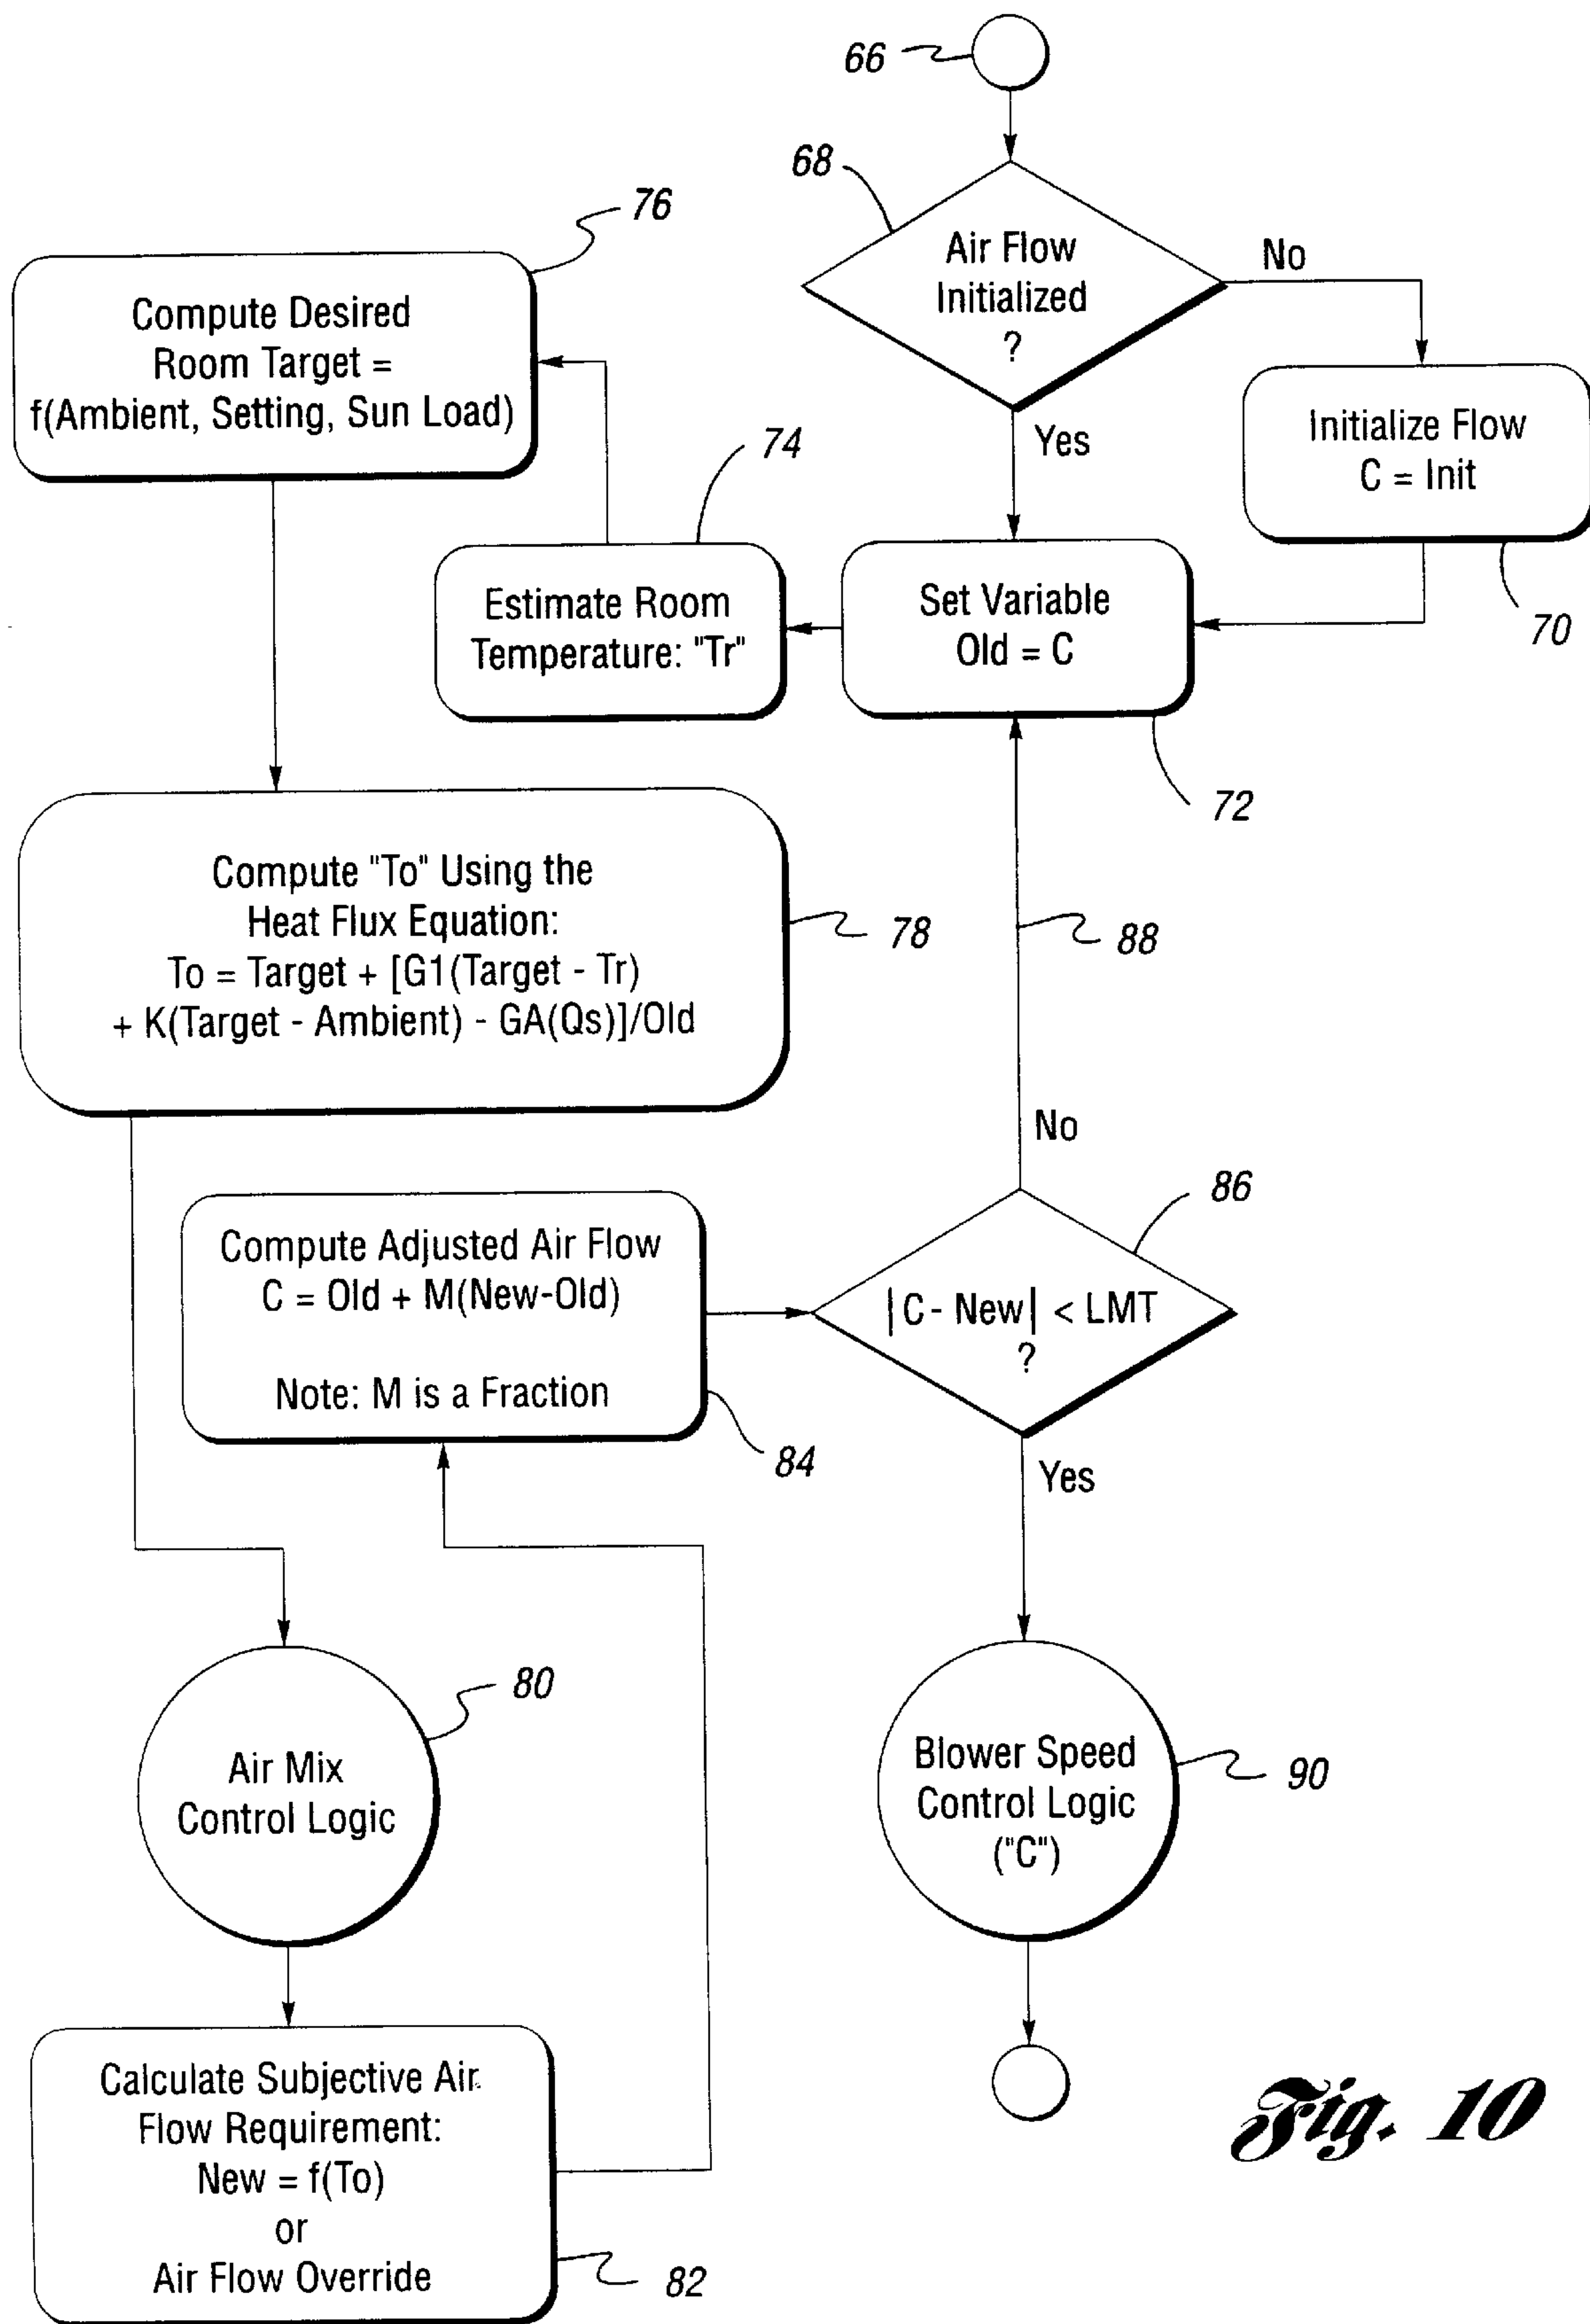 66
68
Air Flow
Initialized
?
No
Yes
Initialize Flow
C = Init
70
Set Variable
Old = C
72
74
Estimate Room
Temperature: "Tr"
76
Compute Desired
Room Target =
f(Ambient, Setting, Sun Load)
Compute "To" Using the
Heat Flux Equation:
To = Target + [G1(Target - Tr)
+ K(Target - Ambient) - GA(Qs)]/Old
78
80
Air Mix
Control Logic
Calculate Subjective Air
Flow Requirement:
New = f(To)
or
Air Flow Override
82
Compute Adjusted Air Flow
C = Old + M(New-Old)
Note: M is a Fraction
84
86
|C - New| < LMT
?
No
88
Yes
Blower Speed
Control Logic
("C")
90
Fig. 10